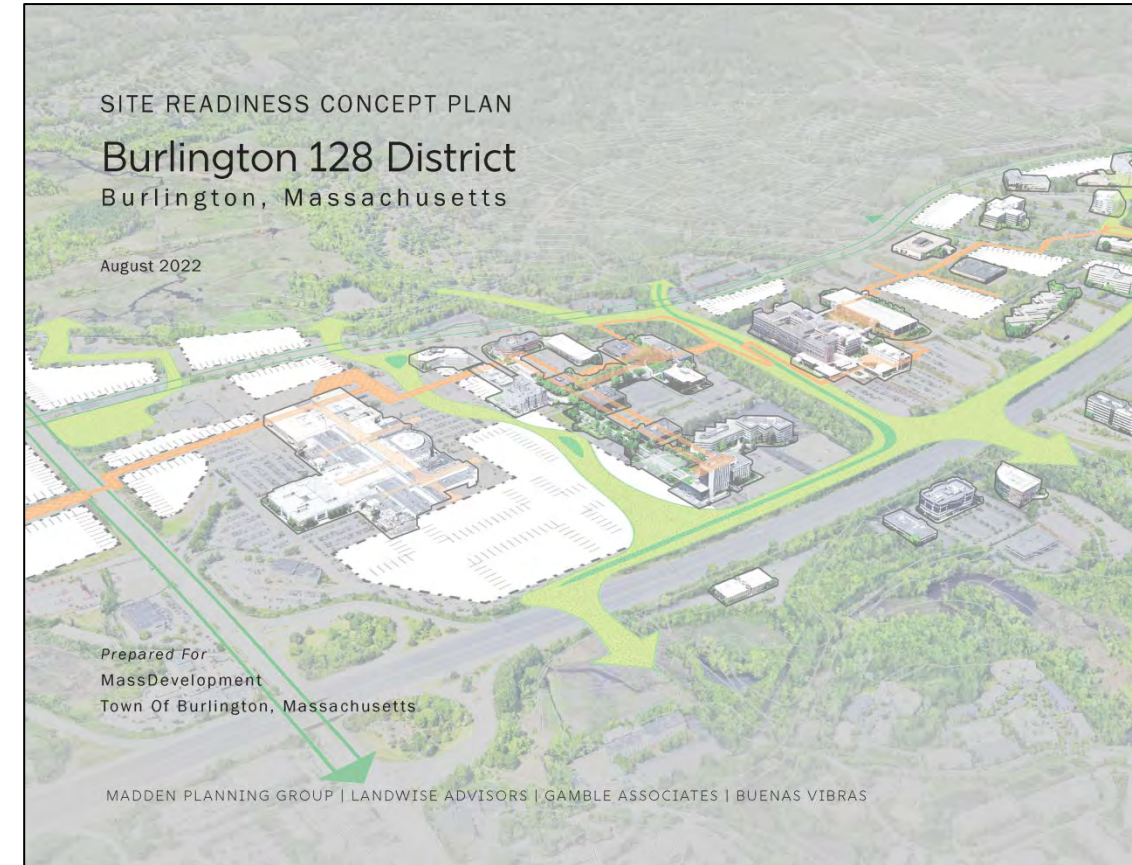 SITE READINESS CONCEPT PLAN
Burlington 128 District
Burlington, Massachusetts
August 2022
Prepared For
MassDevelopment
Town Of Burlington, Massachusetts
MADDEN PLANNING GROUP | LANDWISE ADVISORS | GAMBLE ASSOCIATES | BUENAS VIBRAS